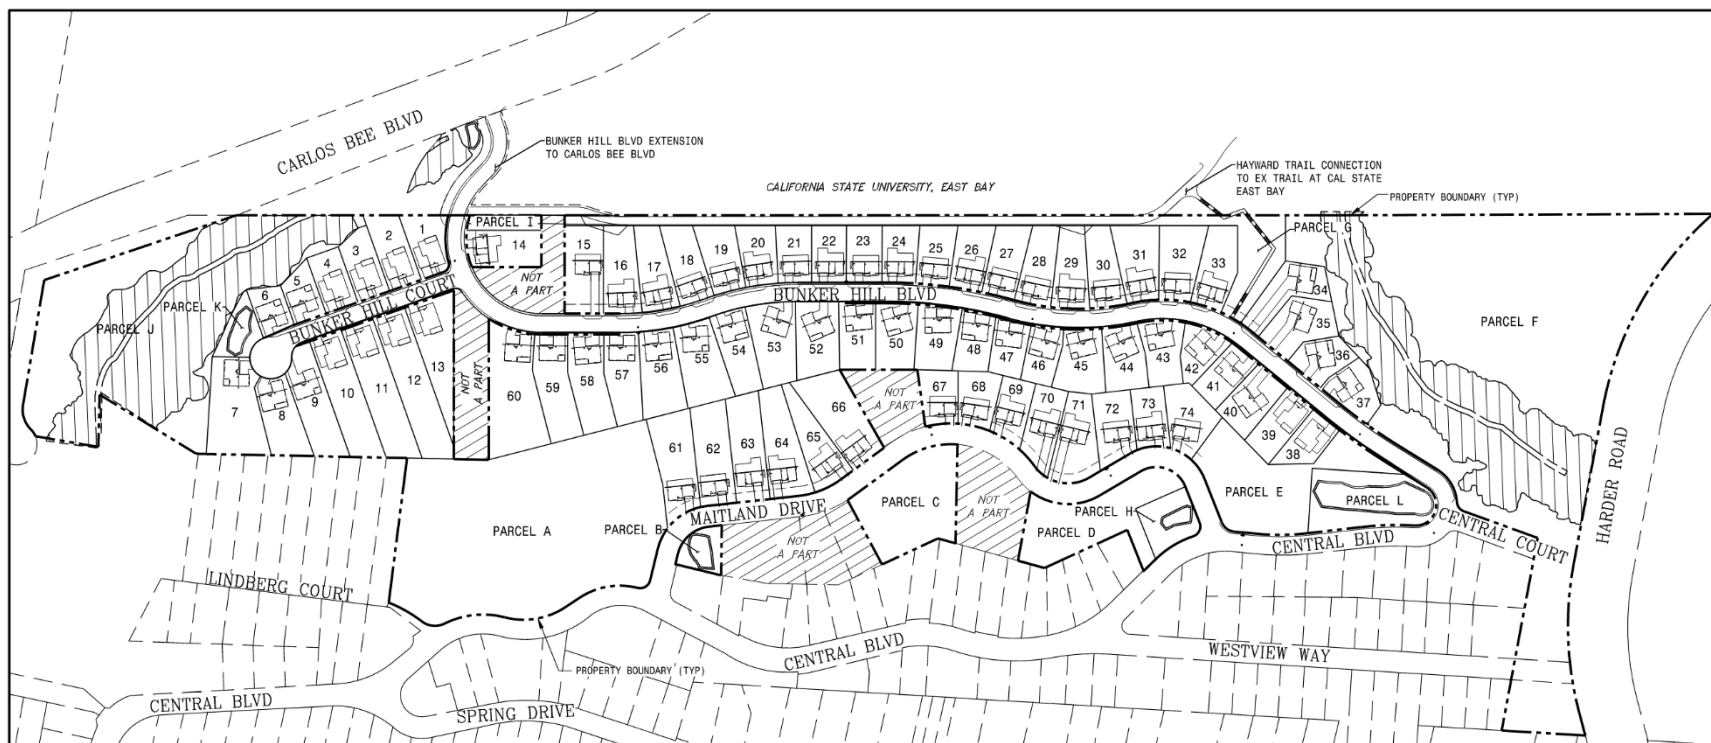 CARLOS BEE BLVD
BUNKER HILL BLVD EXTENSION
TO CARLOS BEE BLVD
CALIFORNIA STATE UNIVERSITY, EAST BAY
HAYWARD TRAIL CONNECTION
TO EX TRAIL AT CAL STATE
EAST BAY
PROPERTY BOUNDARY (TYP)
PARCEL I
PARCEL G
1
2
3
4
5
6
14
NOT
A PART
15
16
17
18
19
20
21
22
23
24
25
26
27
28
29
30
31
32
33
34
35
36
37
PARCEL F
PARCEL K
PARCEL J
BUNKER HILL COURT
BUNKER HILL BLVD
7
8
9
10
11
12
13
NOT
A PART
60
59
58
57
56
55
54
53
52
51
50
49
48
47
46
45
44
43
42
41
40
39
38
NOT
A PART
61
62
63
64
65
66
67
68
69
70
71
72
73
74
PARCEL A
PARCEL B
MAITLAND DRIVE
NOT
A PART
PARCEL C
NOT
A PART
PARCEL D
PARCEL H
PARCEL E
PARCEL L
CENTRAL BLVD
CENTRAL COURT
HARDER ROAD
LINDBERG COURT
PROPERTY BOUNDARY (TYP)
CENTRAL BLVD
WESTVIEW WAY
CENTRAL BLVD
SPRING DRIVE